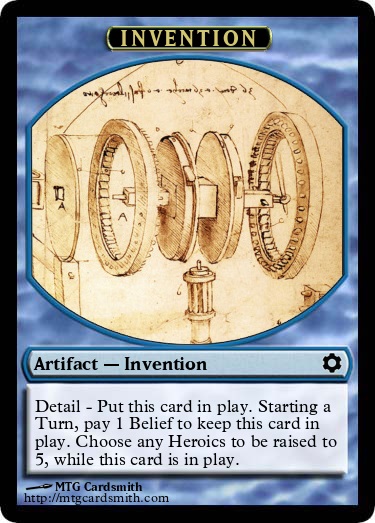 INVENTION
A
Artifact — Invention
Detail - Put this card in play. Starting a
Turn, pay 1 Belief to keep this card in
play. Choose any Heroics to be raised to
5, while this card is in play.
MTG Cardsmith
http://mtgcardsmith.com